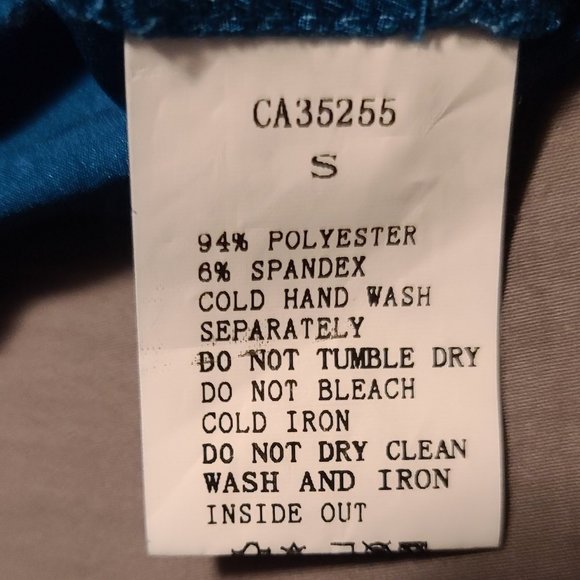 CA35255
S
94% POLYESTER
6% SPANDEX
COLD HAND WASH
SEPARATELY
DO NOT TUMBLE DRY
DO NOT BLEACH
COLD IRON
DO NOT DRY CLEAN
WASH AND IRON
INSIDE OUT